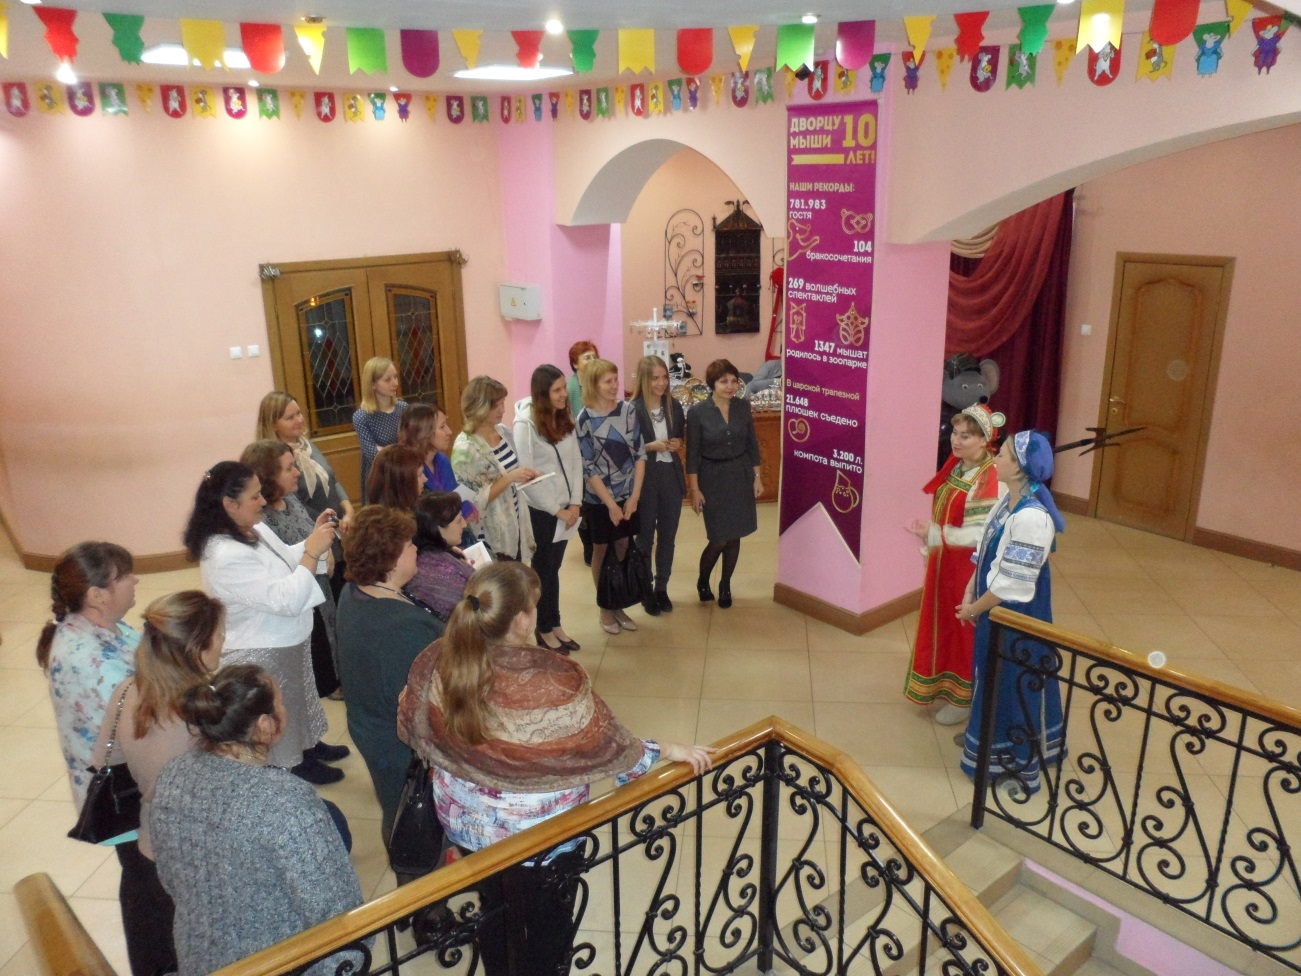 ДВОРЦУ 10
МЫШИ ЛЕТ!
НАШИ РЕКОРДЫ:
781.983
ГОСТЯ
104
бракосочетания
269 волшебных
спектаклей
1347 мышат
родилось в зоопарке
В царской трапезной
21.648
плюшек съедено
3.200 л.
компота выпито